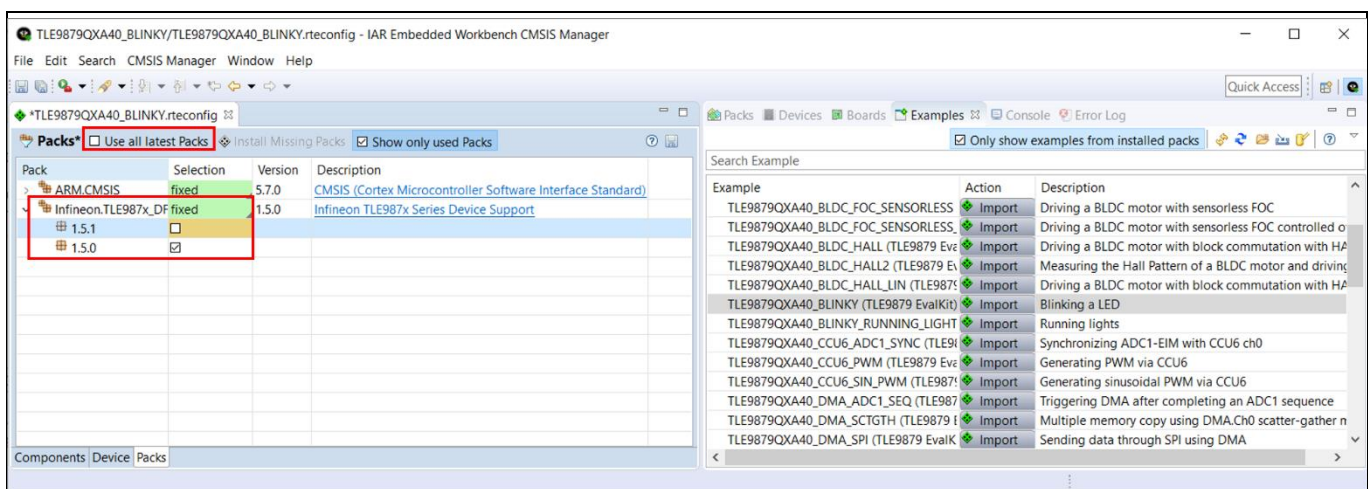 TLE9879QXA40_BLINKY/TLE9879QXA40_BLINKY.rteconfig - IAR Embedded Workbench CMSIS Manager
File Edit Search CMSIS Manager Window Help
Quick Access
*TLE9879QXA40_BLINKY.rteconfig
Packs* Use all latest Packs Install Missing Packs Show only used Packs
Pack Selection Version Description
ARM.CMSIS fixed 5.7.0 CMSIS (Cortex Microcontroller Software Interface Standard)
Infineon.TLE987x_DF fixed 1.5.0 Infineon TLE987x Series Device Support
1.5.1
1.5.0
Components Device Packs
Packs Devices Boards Examples Console Error Log
Only show examples from installed packs
Search Example
Example Action Description
TLE9879QXA40_BLDC_FOC_SENSORLESS Import Driving a BLDC motor with sensorless FOC
TLE9879QXA40_BLDC_FOC_SENSORLESS_ Import Driving a BLDC motor with sensorless FOC controlled o
TLE9879QXA40_BLDC_HALL (TLE9879 Eva Import Driving a BLDC motor with block commutation with HA
TLE9879QXA40_BLDC_HALL2 (TLE9879 Ev Import Measuring the Hall Pattern of a BLDC motor and driving
TLE9879QXA40_BLDC_HALL_LIN (TLE9879 Import Driving a BLDC motor with block commutation with HA
TLE9879QXA40_BLINKY (TLE9879 EvalKit) Import Blinking a LED
TLE9879QXA40_BLINKY_RUNNING_LIGHT Import Running lights
TLE9879QXA40_CCU6_ADC1_SYNC (TLE98 Import Synchronizing ADC1-EIM with CCU6 ch0
TLE9879QXA40_CCU6_PWM (TLE9879 Eva Import Generating PWM via CCU6
TLE9879QXA40_CCU6_SIN_PWM (TLE9879 Import Generating sinusoidal PWM via CCU6
TLE9879QXA40_DMA_ADC1_SEQ (TLE987 Import Triggering DMA after completing an ADC1 sequence
TLE9879QXA40_DMA_SCTGTH (TLE9879 E Import Multiple memory copy using DMA.Ch0 scatter-gather m
TLE9879QXA40_DMA_SPI (TLE9879 EvalK Import Sending data through SPI using DMA